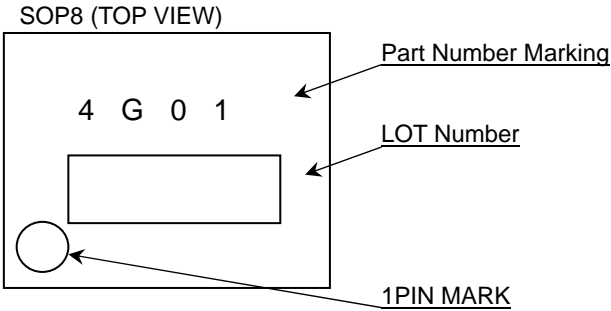 SOP8 (TOP VIEW)
Part Number Marking
4 G 0 1
LOT Number
1PIN MARK